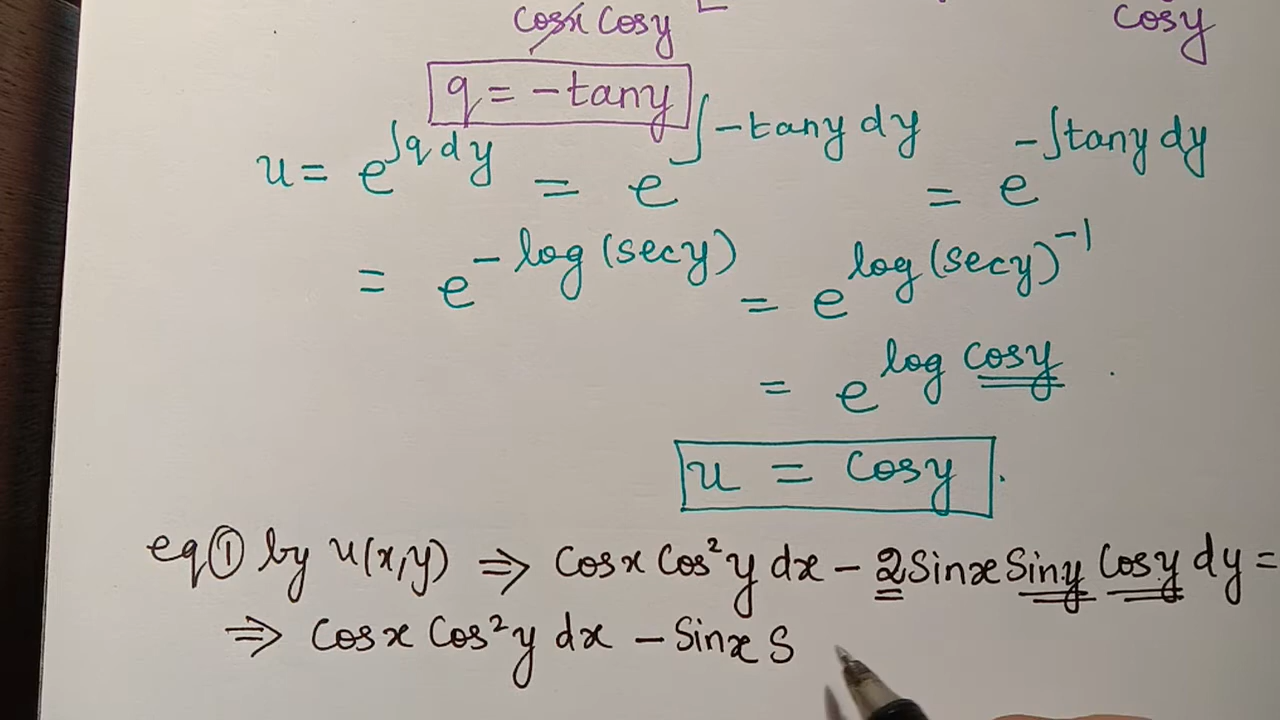 cosx cosy cosy
q = -tany
u = e^∫q dy = e^∫-tany dy = e^-∫tany dy
= e^-log(secy) = e^log(secy)^-1
= e^log cosy
u = cosy.
eq① by u(x,y) ⇒ cosx cos²y dx - 2 sinx siny cosy dy =
⇒ cosx cos²y dx - sinx s